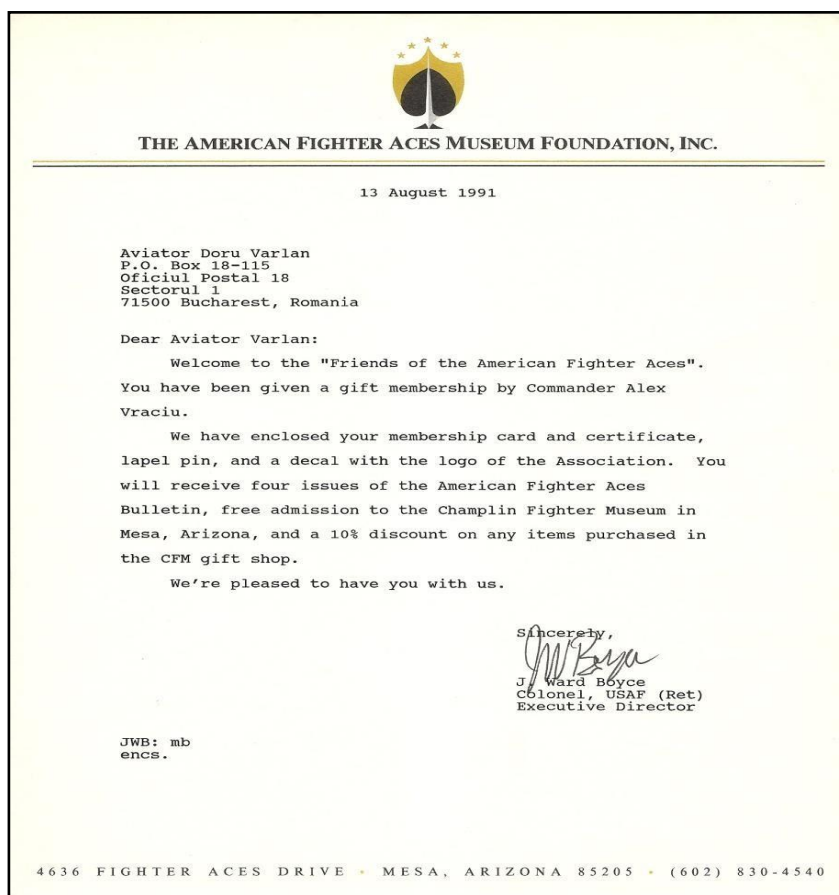 THE AMERICAN FIGHTER ACES MUSEUM FOUNDATION, INC.
13 August 1991
Aviator Doru Varlan
P.O. Box 18-115
Oficiul Postal 18
Sectorul 1
71500 Bucharest, Romania
Dear Aviator Varlan:
Welcome to the "Friends of the American Fighter Aces".
You have been given a gift membership by Commander Alex
Vraciu.
We have enclosed your membership card and certificate,
lapel pin, and a decal with the logo of the Association. You
will receive four issues of the American Fighter Aces
Bulletin, free admission to the Champlin Fighter Museum in
Mesa, Arizona, and a 10% discount on any items purchased in
the CFM gift shop.
We're pleased to have you with us.
Sincerely,
JW Boyce
J. Ward Boyce
Colonel, USAF (Ret)
Executive Director
JWB: mb
encs.
4636 FIGHTER ACES DRIVE • MESA, ARIZONA 85205 • (602) 830-4540